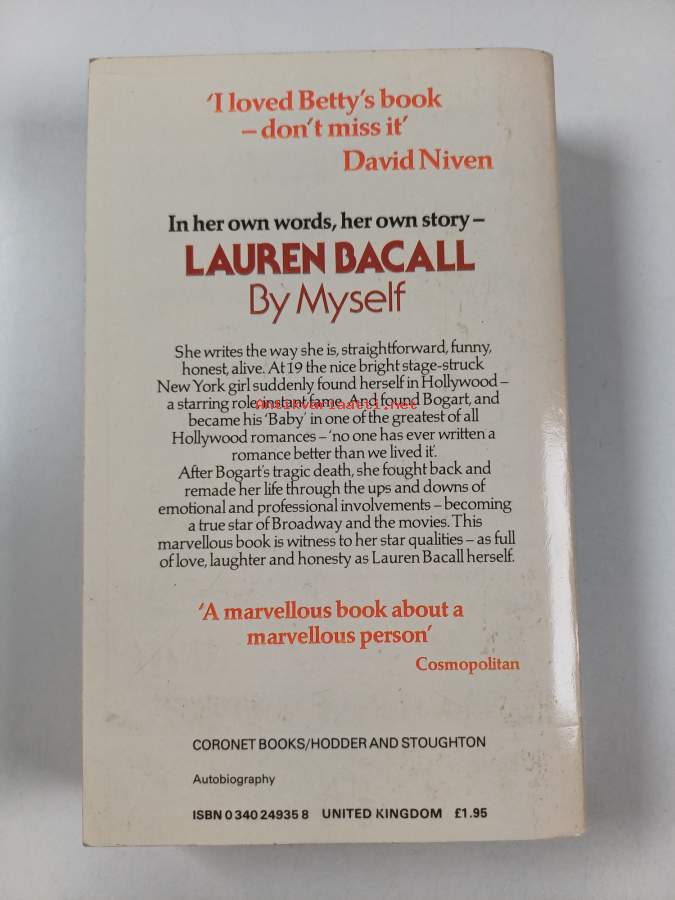 'I loved Betty's book
– don't miss it'
David Niven
In her own words, her own story –
LAUREN BACALL
By Myself
She writes the way she is, straightforward, funny,
honest, alive. At 19 the nice bright stage-struck
New York girl suddenly found herself in Hollywood –
a starring role, instant fame. And found Bogart, and
Antikvariaatti.net
became his 'Baby' in one of the greatest of all
Hollywood romances – 'no one has ever written a
romance better than we lived it'.
After Bogart's tragic death, she fought back and
remade her life through the ups and downs of
emotional and professional involvements – becoming
a true star of Broadway and the movies. This
marvellous book is witness to her star qualities – as full
of love, laughter and honesty as Lauren Bacall herself.
'A marvellous book about a
marvellous person'
Cosmopolitan
CORONET BOOKS/HODDER AND STOUGHTON
Autobiography
ISBN 0 340 24935 8 UNITED KINGDOM £1.95